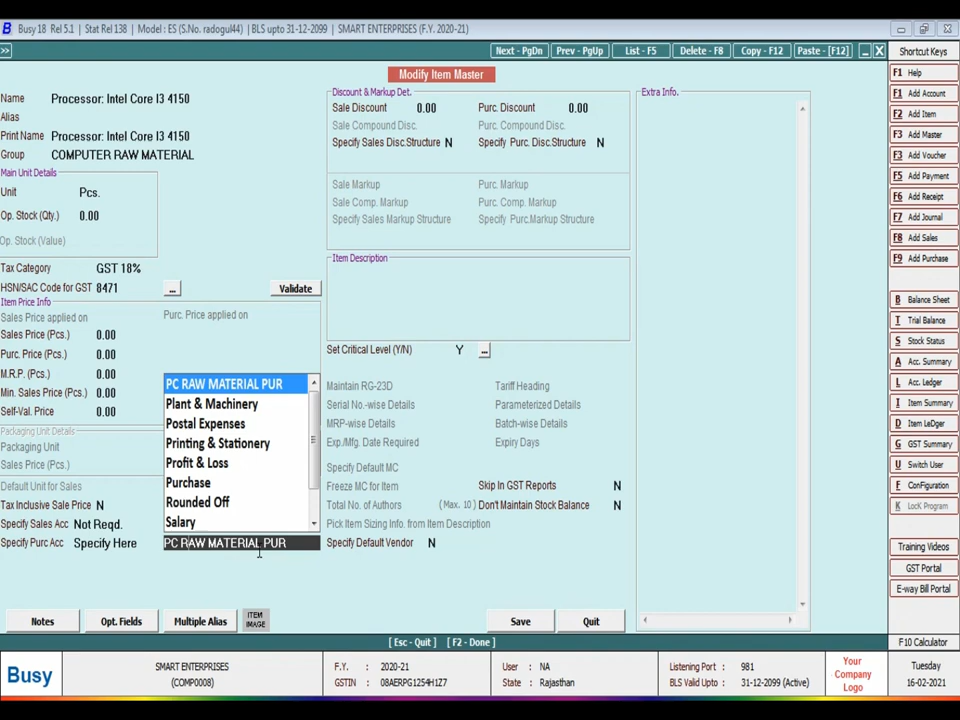 B Busy 18 Rel 5.1 | Stat Rel 138 | Model : ES (S.No. radogul44) | BLS upto 31-12-2099 | SMART ENTERPRISES (F.Y. 2020-21)
>> Next - PgDn Prev - PgUp List - F5 Delete - F8 Copy - F12 Paste - [F12] _ X Shortcut Keys
Modify Item Master
Name Processor: Intel Core I3 4150
Alias
Print Name Processor: Intel Core I3 4150
Group COMPUTER RAW MATERIAL
Main Unit Details
Unit Pcs.
Op. Stock (Qty.) 0.00
Op. Stock (Value)
Tax Category GST 18%
HSN/SAC Code for GST 8471 ... Validate
Item Price Info
Sales Price applied on Purc. Price applied on
Sales Price (Pcs.) 0.00
Purc. Price (Pcs.) 0.00
M.R.P. (Pcs.) 0.00
Min. Sales Price (Pcs.) 0.00
Self-Val. Price 0.00
Packaging Unit Details
Packaging Unit
Sales Price (Pcs.)
Default Unit for Sales
Tax Inclusive Sale Price N
Specify Sales Acc Not Reqd.
Specify Purc Acc Specify Here PC RAW MATERIAL PUR
PC RAW MATERIAL PUR
Plant & Machinery
Postal Expenses
Printing & Stationery
Profit & Loss
Purchase
Rounded Off
Salary
Discount & Markup Det.
Sale Discount 0.00 Purc. Discount 0.00
Sale Compound Disc. Purc. Compound Disc.
Specify Sales Disc.Structure N Specify Purc. Disc.Structure N
Sale Markup Purc. Markup
Sale Comp. Markup Purc. Comp. Markup
Specify Sales Markup Structure Specify Purc.Markup Structure
Item Description
Set Critical Level (Y/N) Y ...
Maintain RG-23D Tariff Heading
Serial No.-wise Details Parameterized Details
MRP-wise Details Batch-wise Details
Exp./Mfg. Date Required Expiry Days
Specify Default MC
Freeze MC for Item Skip In GST Reports N
Total No. of Authors (Max. 10) Don't Maintain Stock Balance N
Pick Item Sizing Info. from Item Description
Specify Default Vendor N
Extra Info.
Notes Opt. Fields Multiple Alias ITEM IMAGE Save Quit
[ Esc - Quit ] [ F2 - Done ]
F1 Help
F1 Add Account
F2 Add Item
F3 Add Master
F3 Add Voucher
F5 Add Payment
F6 Add Receipt
F7 Add Journal
F8 Add Sales
F9 Add Purchase
B Balance Sheet
T Trial Balance
S Stock Status
A Acc. Summary
L Acc. Ledger
I Item Summary
D Item LeDger
G GST Summary
U Switch User
F Configuration
K LocK Program
Training Videos
GST Portal
E-way Bill Portal
F10 Calculator
Busy
SMART ENTERPRISES
(COMP0008)
F.Y. : 2020-21
GSTIN : 08AERPG1254H1Z7
User : NA
State : Rajasthan
Listening Port : 981
BLS Valid Upto : 31-12-2099 (Active)
Your
Company
Logo
Tuesday
16-02-2021